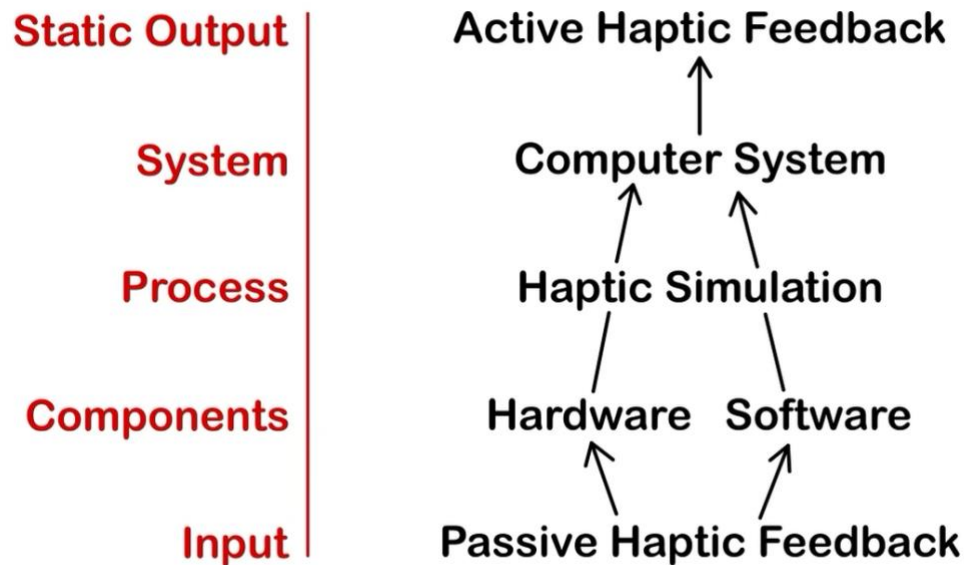 Static Output
Active Haptic Feedback
System
Computer System
Process
Haptic Simulation
Components
Hardware Software
Input
Passive Haptic Feedback